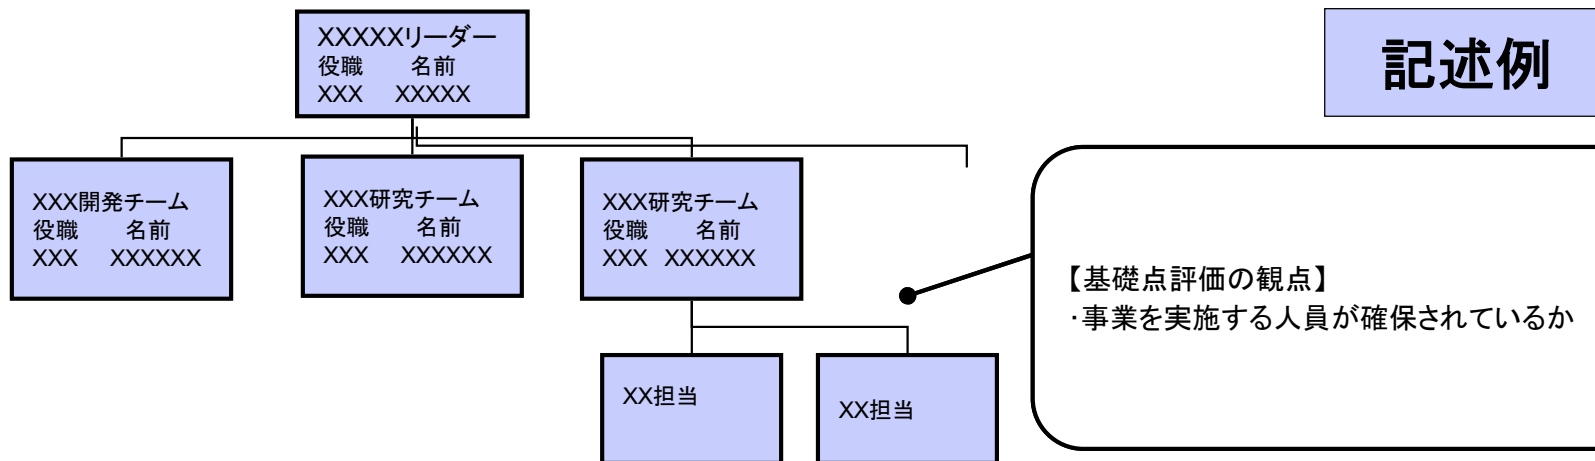 XXXXXリーダー
役職 名前
XXX XXXXX
記述例
XXX開発チーム
役職 名前
XXX XXXXXX
XXX研究チーム
役職 名前
XXX XXXXXX
XXX研究チーム
役職 名前
XXX XXXXXX
【基礎点評価の観点】
・事業を実施する人員が確保されているか
XX担当
XX担当